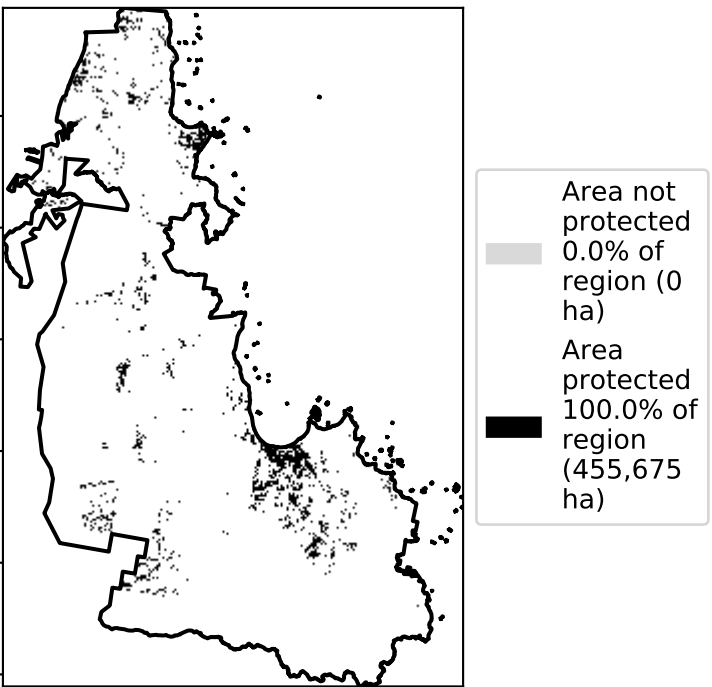 Area not
protected
0.0% of
region (0
ha)
Area
protected
100.0% of
region
(455,675
ha)